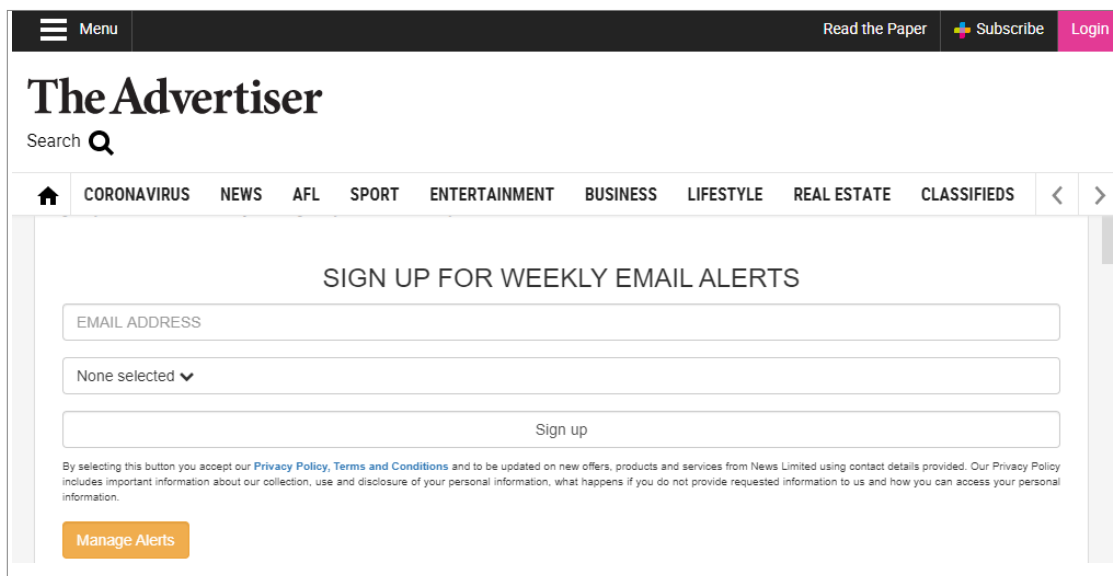 Menu
Read the Paper
Subscribe
Login
The Advertiser
Search
CORONAVIRUS NEWS AFL SPORT ENTERTAINMENT BUSINESS LIFESTYLE REAL ESTATE CLASSIFIEDS
SIGN UP FOR WEEKLY EMAIL ALERTS
EMAIL ADDRESS
None selected
Sign up
By selecting this button you accept our Privacy Policy, Terms and Conditions and to be updated on new offers, products and services from News Limited using contact details provided. Our Privacy Policy
includes important information about our collection, use and disclosure of your personal information, what happens if you do not provide requested information to us and how you can access your personal
information.
Manage Alerts